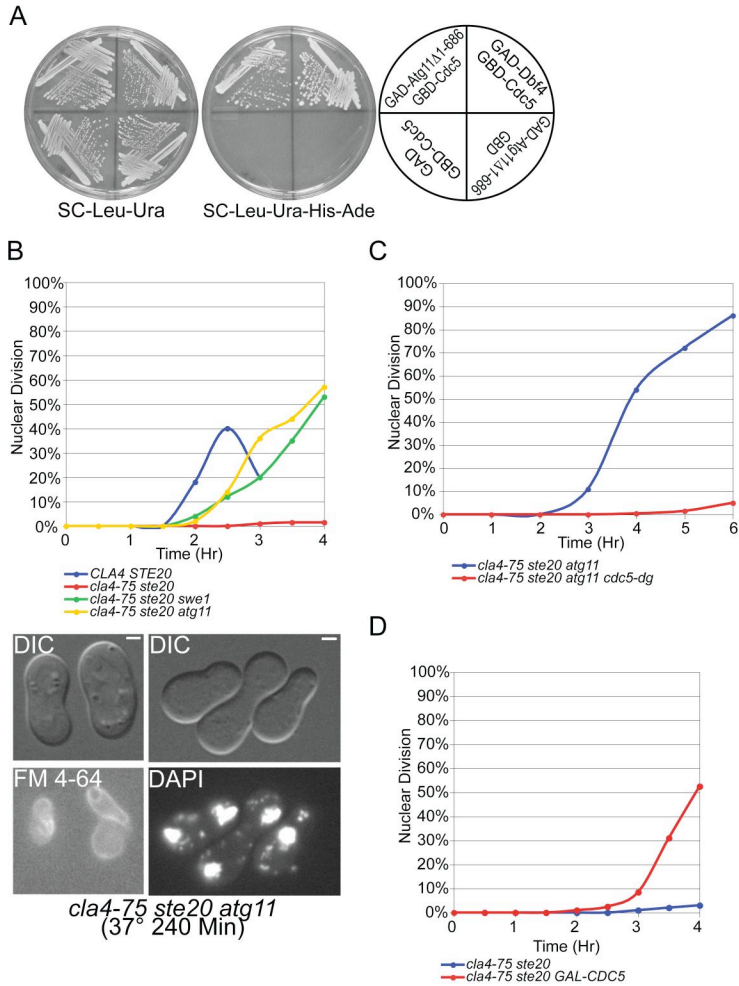 A
SC-Leu-Ura
SC-Leu-Ura-His-Ade
GAD-Atg11Δ1-686
GBD-Cdc5
GAD-Dbf4
GBD-Cdc5
GAD
GBD-Cdc5
GAD-Atg11Δ1-686
GBD
B
Nuclear Division
100%
90%
80%
70%
60%
50%
40%
30%
20%
10%
0%
0 1 2 3 4
Time (Hr)
CLA4 STE20
cla4-75 ste20
cla4-75 ste20 swe1
cla4-75 ste20 atg11
DIC
DIC
FM 4-64
DAPI
cla4-75 ste20 atg11
(37° 240 Min)
C
Nuclear Division
100%
90%
80%
70%
60%
50%
40%
30%
20%
10%
0%
0 1 2 3 4 5 6
Time (Hr)
cla4-75 ste20 atg11
cla4-75 ste20 atg11 cdc5-dg
D
Nuclear Division
100%
90%
80%
70%
60%
50%
40%
30%
20%
10%
0%
0 1 2 3 4
Time (Hr)
cla4-75 ste20
cla4-75 ste20 GAL-CDC5